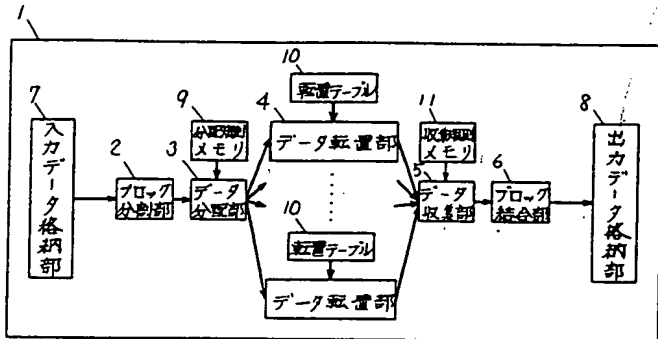 1
7
入力データ格納部
2
ブロック
分割部
9
分配規則
メモリ
3
データ
分配部
10
転置テーブル
4
データ転置部
10
転置テーブル
データ転置部
11
収集規則
メモリ
5
データ
収集部
6
ブロック
結合部
8
出力データ格納部